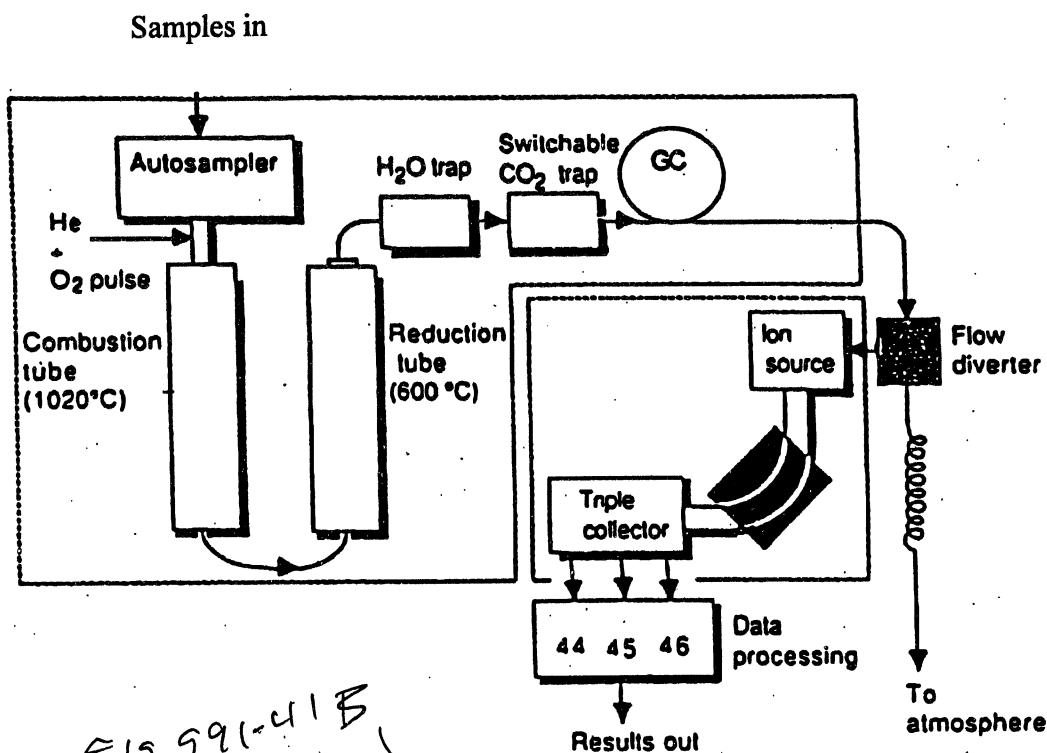 Samples in
Autosampler
He
+
O₂ pulse
Combustion
tube
(1020°C)
Reduction
tube
(600 °C)
H₂O trap
Switchable
CO₂ trap
GC
Ion
source
Flow
diverter
Triple
collector
44 45 46
Data
processing
Results out
To
atmosphere